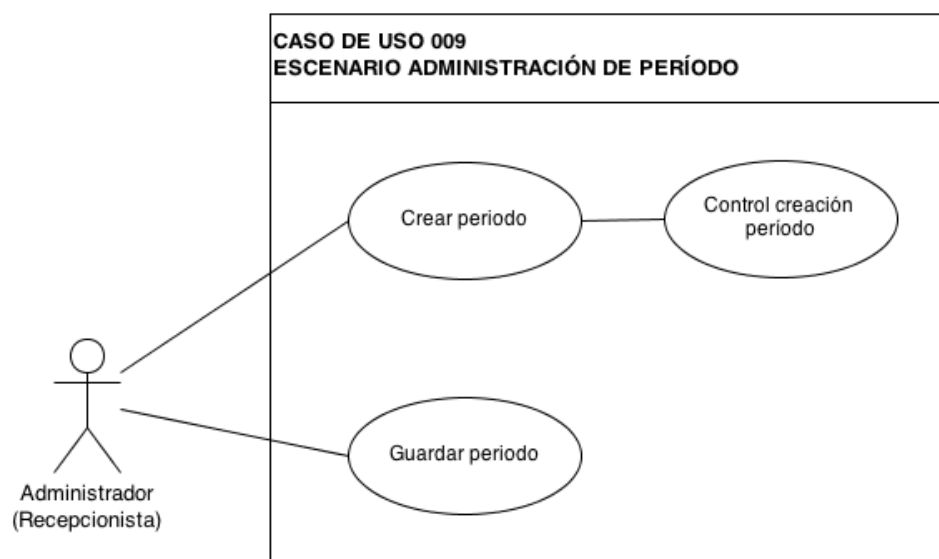 CASO DE USO 009
ESCENARIO ADMINISTRACIÓN DE PERÍODO
Crear periodo
Control creación
período
Guardar periodo
Administrador
(Recepcionista)